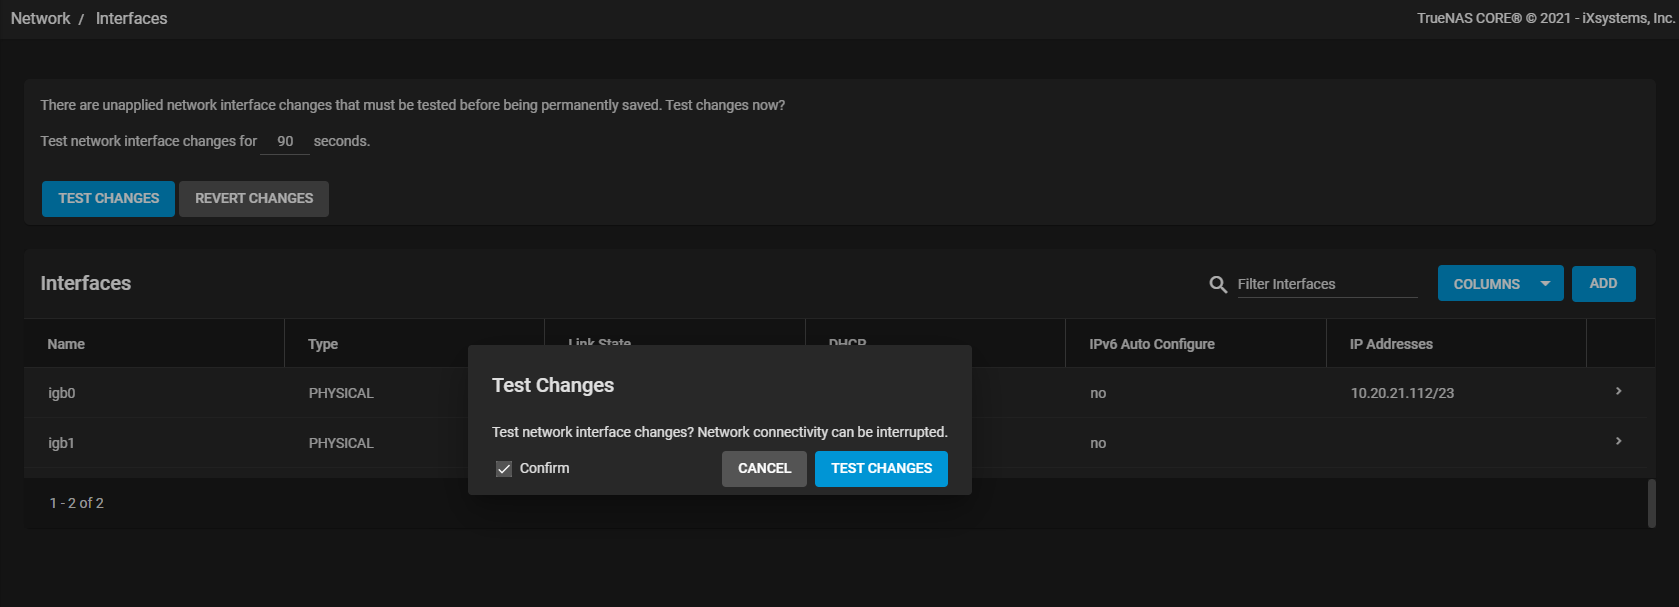 Network / Interfaces
TrueNAS CORE® © 2021 - iXsystems, Inc.
There are unapplied network interface changes that must be tested before being permanently saved. Test changes now?
Test network interface changes for 90 seconds.
TEST CHANGES REVERT CHANGES
Interfaces
Filter Interfaces
COLUMNS
ADD
Name Type Link State DHCP IPv6 Auto Configure IP Addresses
igb0 PHYSICAL no 10.20.21.112/23
igb1 PHYSICAL no
1 - 2 of 2
Test Changes
Test network interface changes? Network connectivity can be interrupted.
Confirm
CANCEL TEST CHANGES